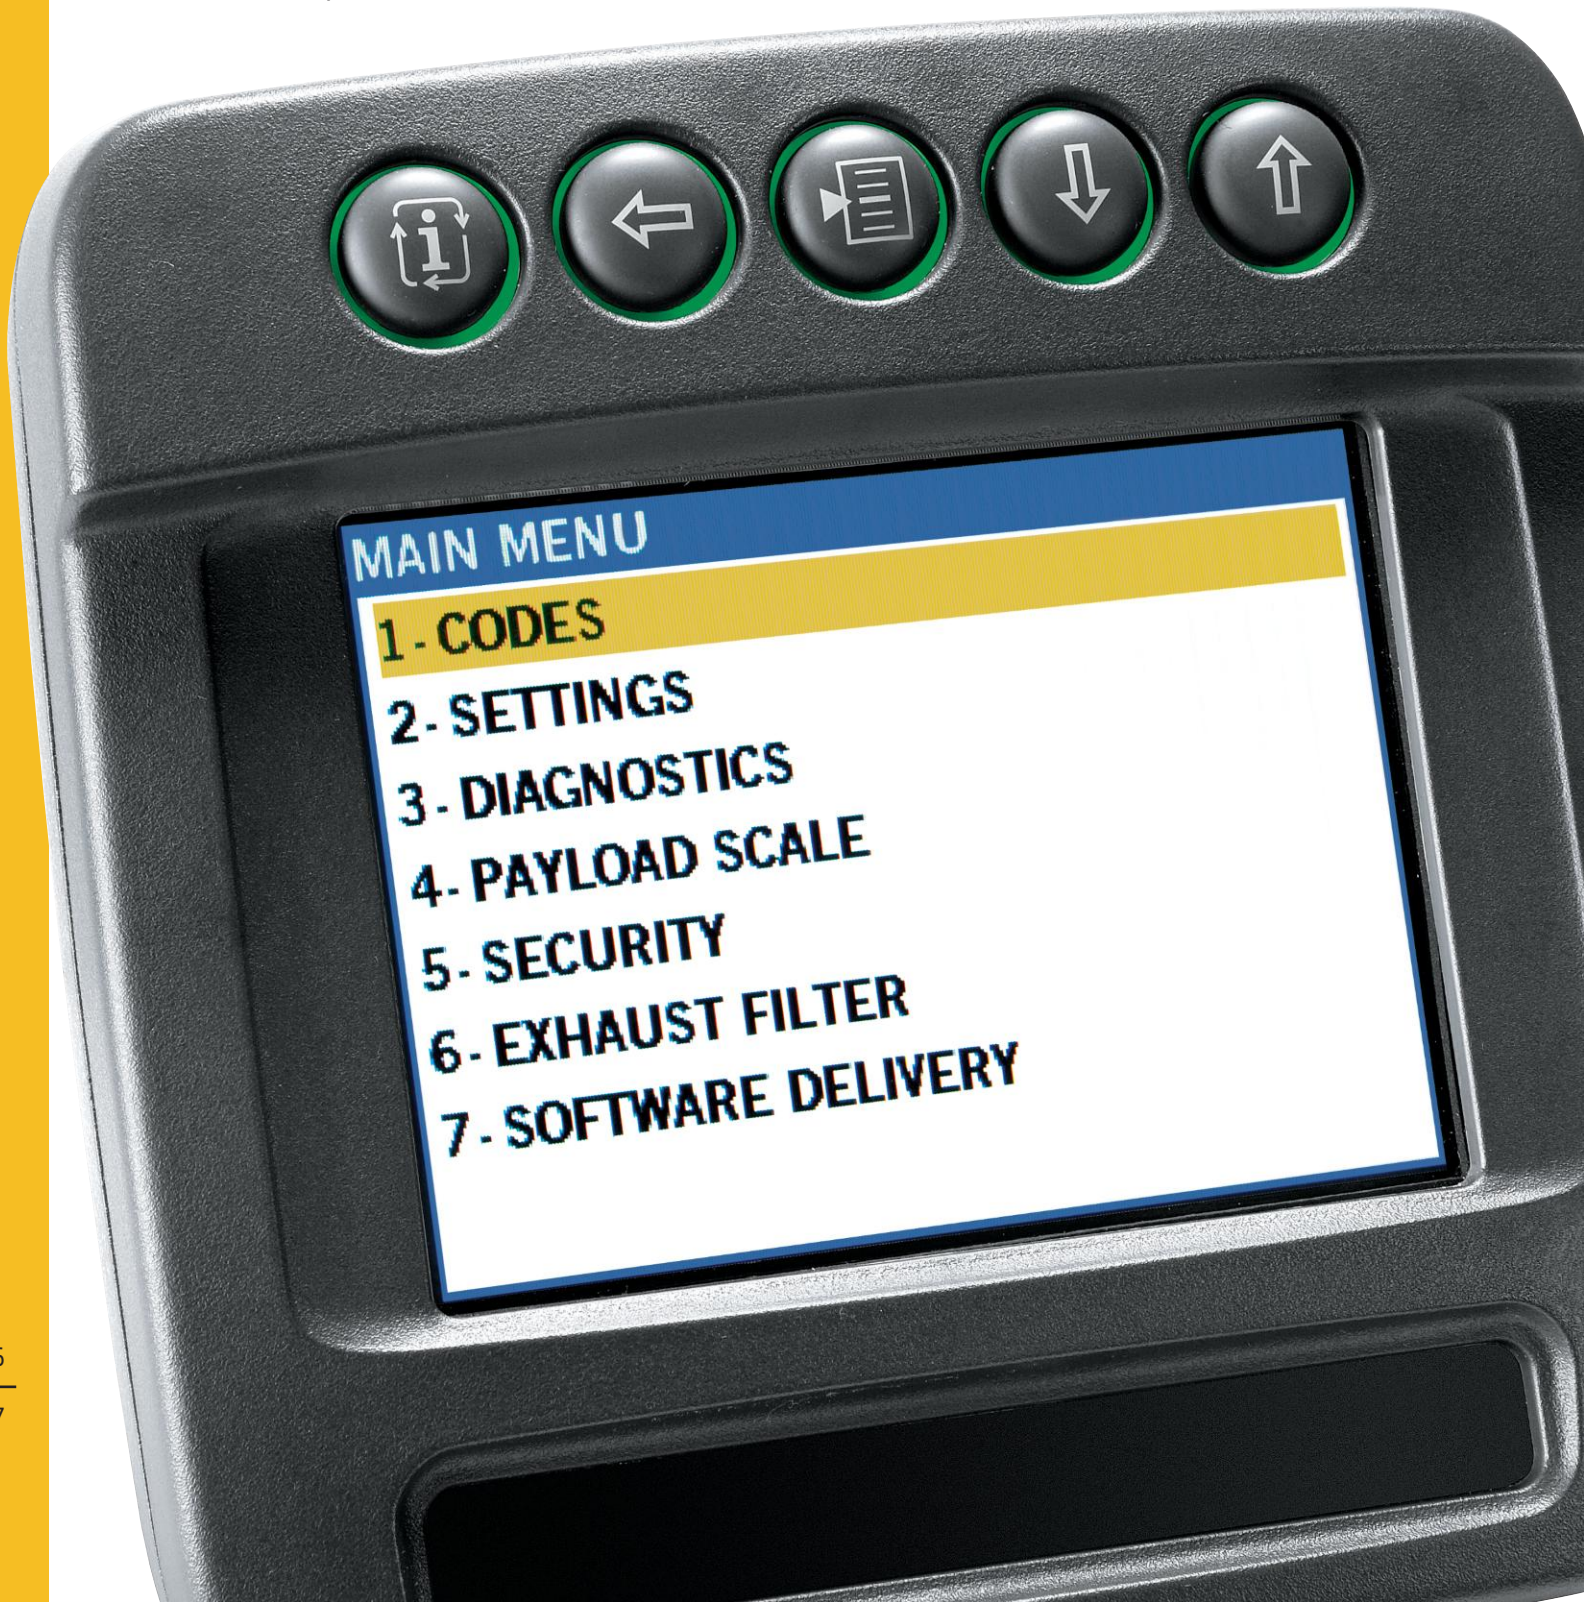 MAIN MENU
1-CODES
2-SETTINGS
3-DIAGNOSTICS
4-PAYLOAD SCALE
5-SECURITY
6-EXHAUST FILTER
7-SOFTWARE DELIVERY
7